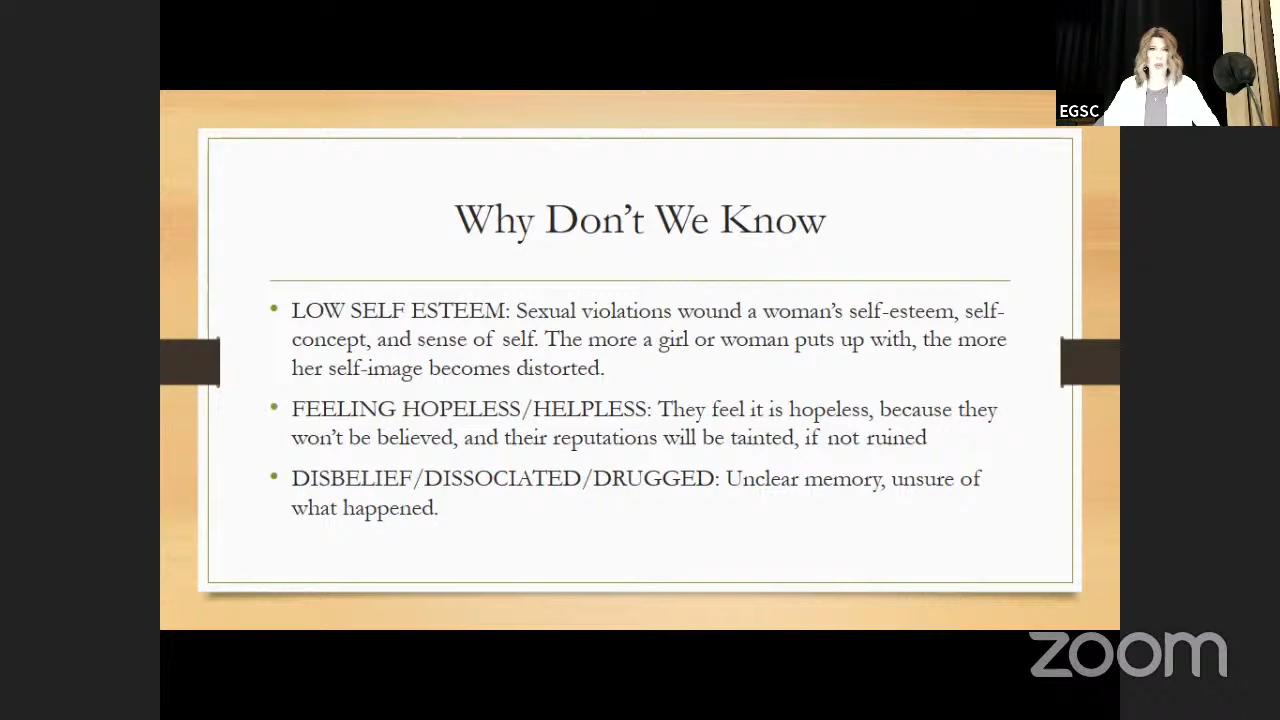 EGSC
Why Don't We Know
• LOW SELF ESTEEM: Sexual violations wound a woman's self-esteem, self-
concept, and sense of self. The more a girl or woman puts up with, the more
her self-image becomes distorted.
• FEELING HOPELESS/HELPLESS: They feel it is hopeless, because they
won't be believed, and their reputations will be tainted, if not ruined
• DISBELIEF/DISSOCIATED/DRUGGED: Unclear memory, unsure of
what happened.
zoom